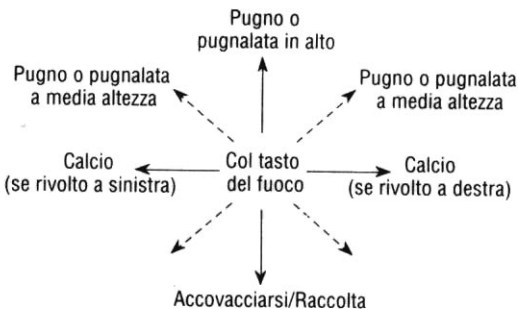 Pugno o
pugnalata in alto
Pugno o pugnalata
a media altezza
Pugno o pugnalata
a media altezza
Calcio
(se rivolto a sinistra)
Col tasto
del fuoco
Calcio
(se rivolto a destra)
Accovacciarsi/Raccolta